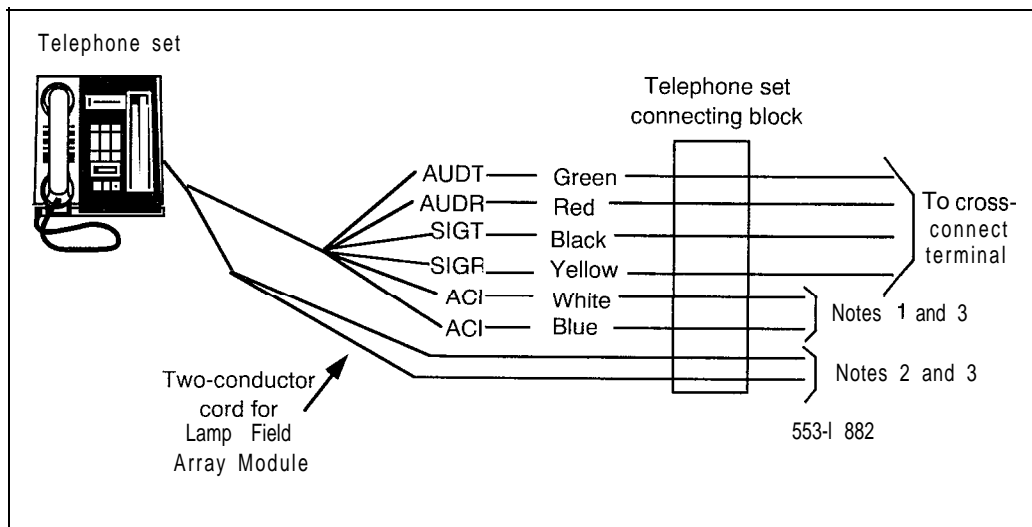 Telephone set
Telephone set
connecting block
AUDT Green
AUDR Red
SIGT Black
SIGR Yellow
ACI White
ACI Blue
To cross-
connect
terminal
Notes 1 and 3
Notes 2 and 3
Two-conductor
cord for
Lamp Field
Array Module
553-I 882